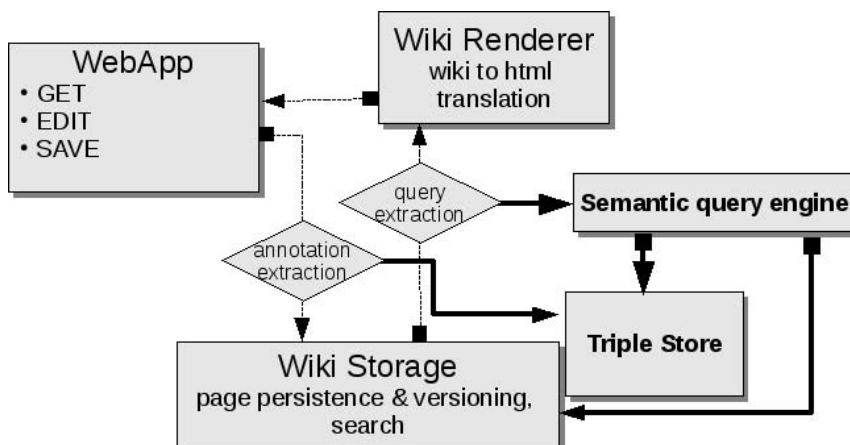 WebApp
• GET
• EDIT
• SAVE
Wiki Renderer
wiki to html
translation
query
extraction
Semantic query engine
annotation
extraction
Triple Store
Wiki Storage
page persistence & versioning,
search